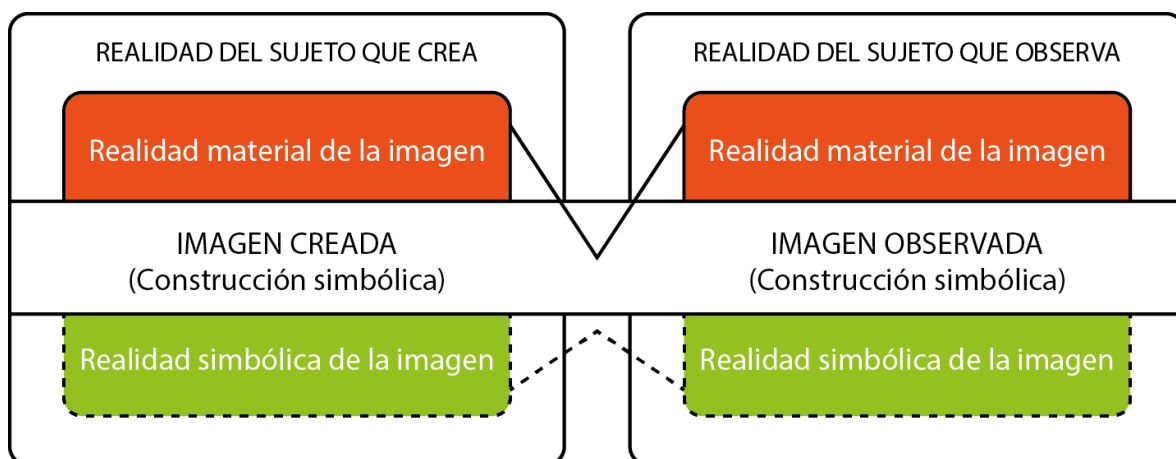 REALIDAD DEL SUJETO QUE CREA
Realidad material de la imagen
IMAGEN CREADA
(Construcción simbólica)
Realidad simbólica de la imagen
REALIDAD DEL SUJETO QUE OBSERVA
Realidad material de la imagen
IMAGEN OBSERVADA
(Construcción simbólica)
Realidad simbólica de la imagen